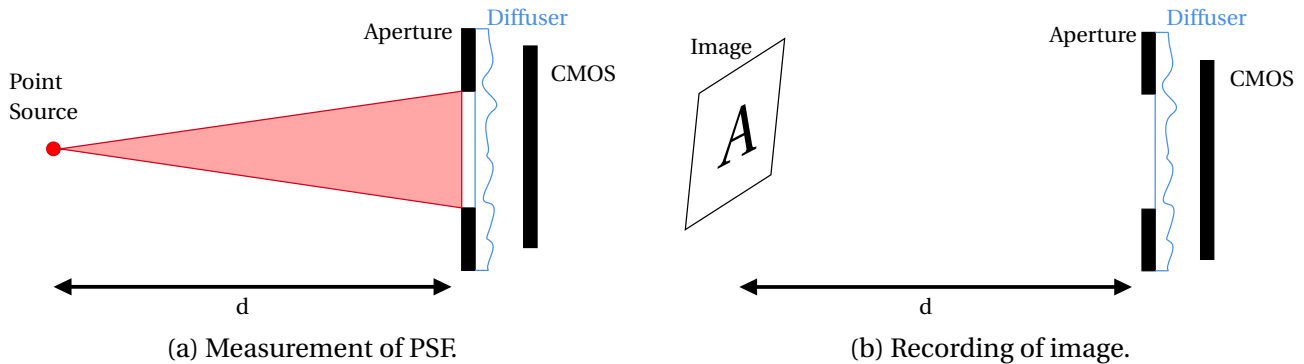 Diffuser
Aperture
CMOS
Point
Source
d
(a) Measurement of PSF.
Diffuser
Aperture
Image
CMOS
A
d
(b) Recording of image.